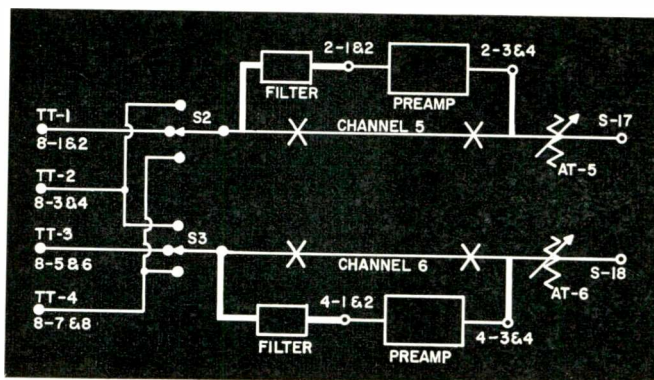 2-1&2
2-3&4
FILTER
PREAMP
TT-1
8-1&2
S2
CHANNEL 5
S-17
AT-5
TT-2
8-3&4
TT-3
8-5&6
S3
CHANNEL 6
S-18
AT-6
TT-4
8-7&8
4-1&2
4-3&4
FILTER
PREAMP